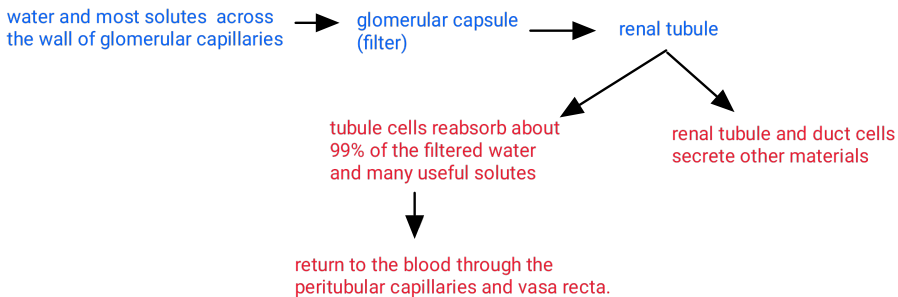 water and most solutes across
the wall of glomerular capillaries
glomerular capsule
(filter)
renal tubule
tubule cells reabsorb about
99% of the filtered water
and many useful solutes
renal tubule and duct cells
secrete other materials
return to the blood through the
peritubular capillaries and vasa recta.